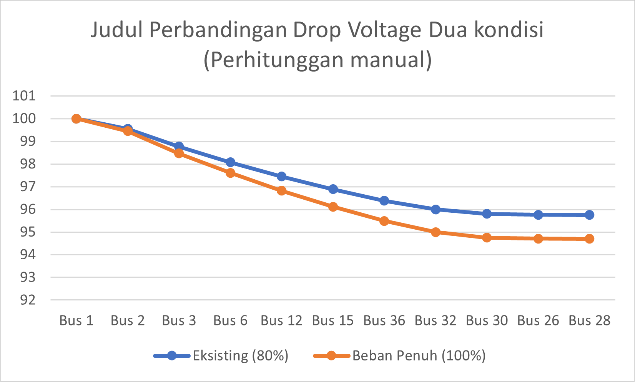 Judul Perbandingan Drop Voltage Dua kondisi
(Perhitunggan manual)
101
100
99
98
97
96
95
94
93
92
Bus 1 Bus 2 Bus 3 Bus 6 Bus 12 Bus 15 Bus 36 Bus 32 Bus 30 Bus 26 Bus 28
Eksisting (80%) Beban Penuh (100%)